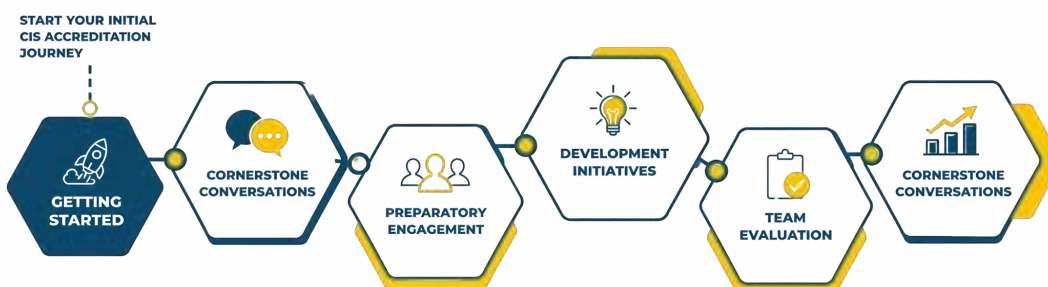 START YOUR INITIAL
CIS ACCREDITATION
JOURNEY
GETTING
STARTED
CORNERSTONE
CONVERSATIONS
PREPARATORY
ENGAGEMENT
DEVELOPMENT
INITIATIVES
TEAM
EVALUATION
CORNERSTONE
CONVERSATIONS